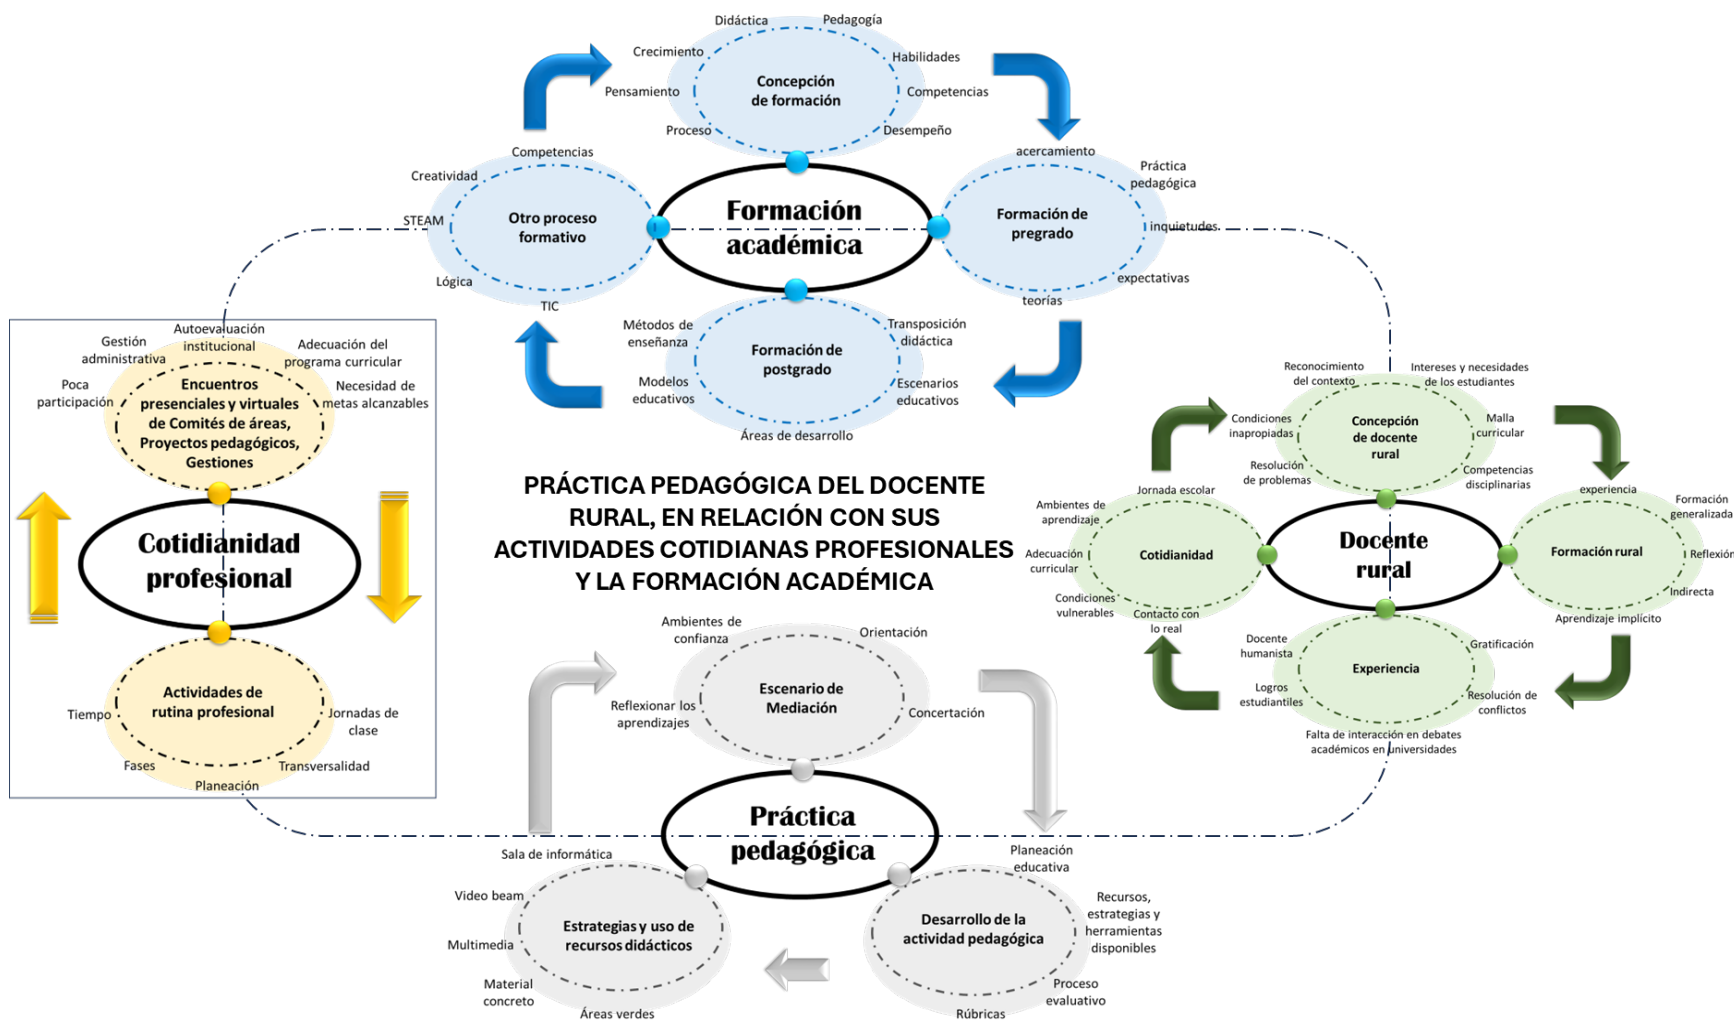 Didáctica
Pedagogía
Crecimiento
Habilidades
Pensamiento
Competencias
Proceso
Desempeño
Concepción
de formación
Competencias
Creatividad
STEAM
Lógica
TIC
Otro proceso
formativo
Formación
académica
acercamiento
Práctica
pedagógica
inquietudes
expectativas
teorías
Formación de
pregrado
Métodos de
enseñanza
Transposición
didáctica
Modelos
educativos
Escenarios
educativos
Áreas de desarrollo
Formación de
postgrado
Autoevaluación
institucional
Gestión
administrativa
Adecuación del
programa curricular
Poca
participación
Necesidad de
metas alcanzables
Encuentros
presenciales y virtuales
de Comités de áreas,
Proyectos pedagógicos,
Gestiones
Cotidianidad
profesional
Actividades de
rutina profesional
Tiempo
Jornadas de
clase
Fases
Transversalidad
Planeación
PRÁCTICA PEDAGÓGICA DEL DOCENTE
RURAL, EN RELACIÓN CON SUS
ACTIVIDADES COTIDIANAS PROFESIONALES
Y LA FORMACIÓN ACADÉMICA
Reconocimiento
del contexto
Intereses y necesidades
de los estudiantes
Condiciones
inapropiadas
Malla
curricular
Resolución
de problemas
Competencias
disciplinarias
Concepción
de docente
rural
Jornada escolar
Ambientes de
aprendizaje
Adecuación
curricular
Condiciones
vulnerables
Contacto con
lo real
Cotidianidad
Docente
rural
experiencia
Formación
generalizada
Reflexión
Indirecta
Aprendizaje implícito
Formación rural
Docente
humanista
Gratificación
Logros
estudiantiles
Resolución de
conflictos
Falta de interacción en debates
académicos en universidades
Experiencia
Ambientes de
confianza
Orientación
Reflexionar los
aprendizajes
Concertación
Escenario de
Mediación
Práctica
pedagógica
Sala de informática
Video beam
Multimedia
Material
concreto
Áreas verdes
Estrategias y uso de
recursos didácticos
Planeación
educativa
Recursos,
estrategias y
herramientas
disponibles
Proceso
evaluativo
Rúbricas
Desarrollo de la
actividad pedagógica